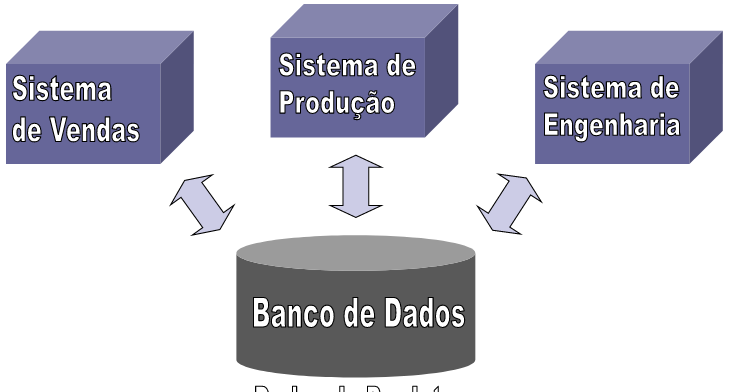 Sistema
de Vendas
Sistema de
Produção
Sistema de
Engenharia
Banco de Dados